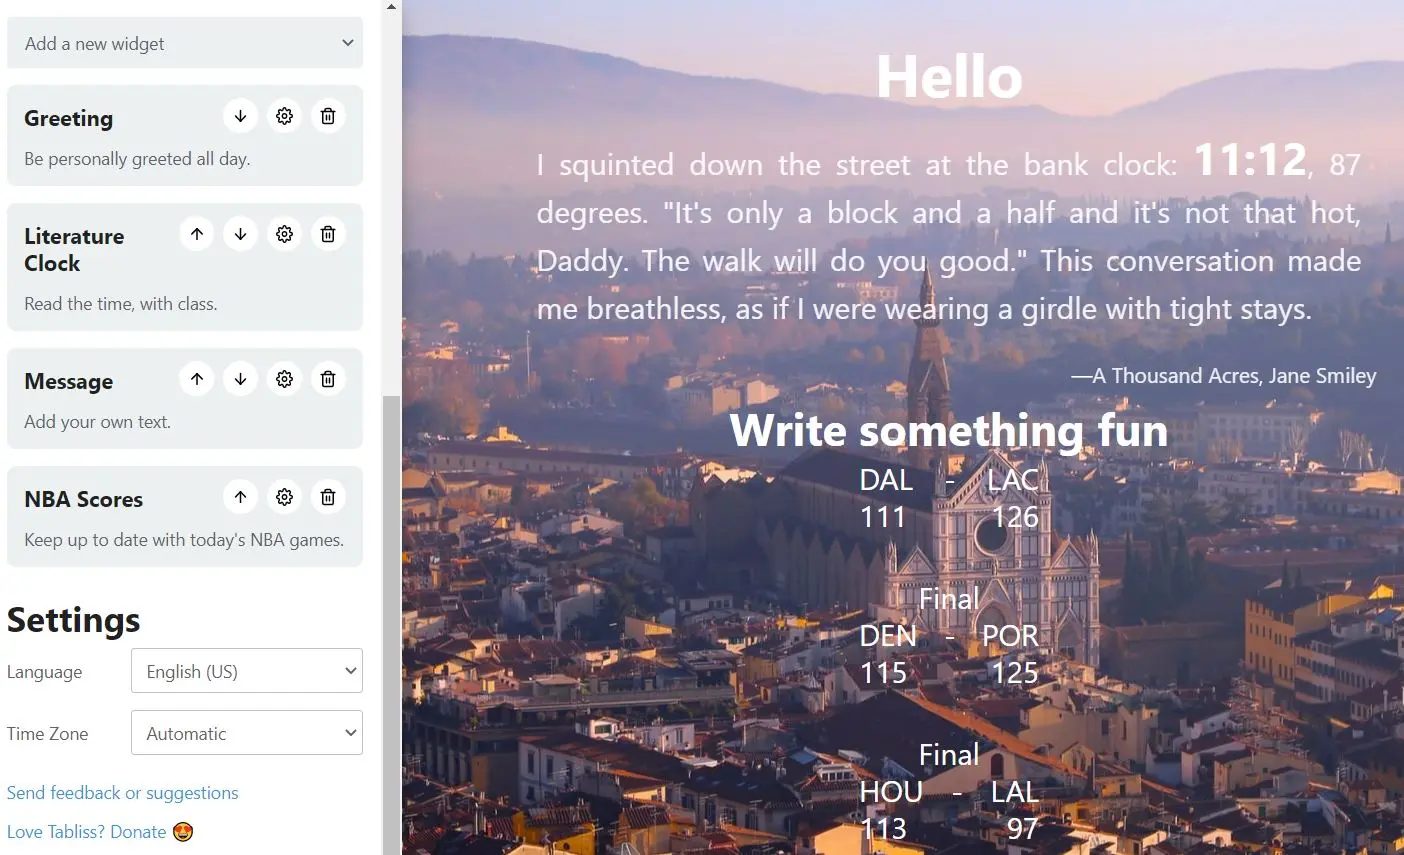 Add a new widget
Greeting
Be personally greeted all day.
Literature
Clock
Read the time, with class.
Message
Add your own text.
NBA Scores
Keep up to date with today's NBA games.
Settings
Language English (US)
Time Zone Automatic
Send feedback or suggestions
Love Tabliss? Donate 😍
Hello
I squinted down the street at the bank clock: 11:12, 87
degrees. "It's only a block and a half and it's not that hot,
Daddy. The walk will do you good." This conversation made
me breathless, as if I were wearing a girdle with tight stays.
—A Thousand Acres, Jane Smiley
Write something fun
DAL - LAC
111 126
Final
DEN - POR
115 125
Final
HOU - LAL
113 97